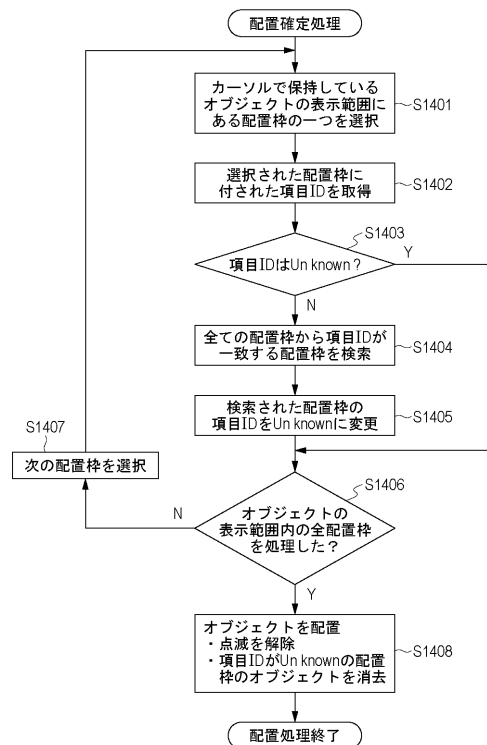 配置確定処理
カーソルで保持している
オブジェクトの表示範囲に
ある配置枠の一つを選択
S1401
選択された配置枠に
付された項目IDを取得
S1402
S1403
項目IDはUn known？
Y
N
全ての配置枠から項目IDが
一致する配置枠を検索
S1404
検索された配置枠の
項目IDをUn knownに変更
S1405
S1407
次の配置枠を選択
S1406
オブジェクトの
表示範囲内の全配置枠
を処理した？
N
Y
オブジェクトを配置
・点滅を解除
・項目IDがUn knownの配置
枠のオブジェクトを消去
S1408
配置処理終了